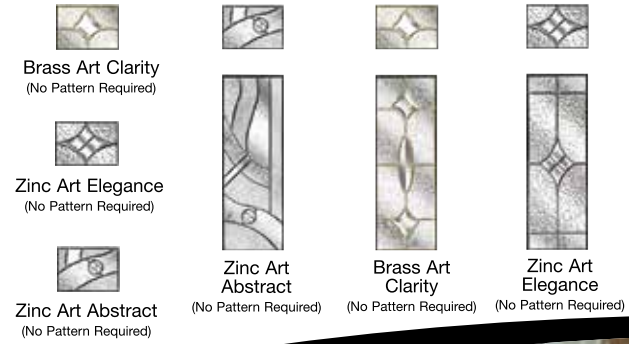 Brass Art Clarity
(No Pattern Required)
Zinc Art Elegance
(No Pattern Required)
Zinc Art Abstract
(No Pattern Required)
Zinc Art
Abstract
(No Pattern Required)
Brass Art
Clarity
(No Pattern Required)
Zinc Art
Elegance
(No Pattern Required)